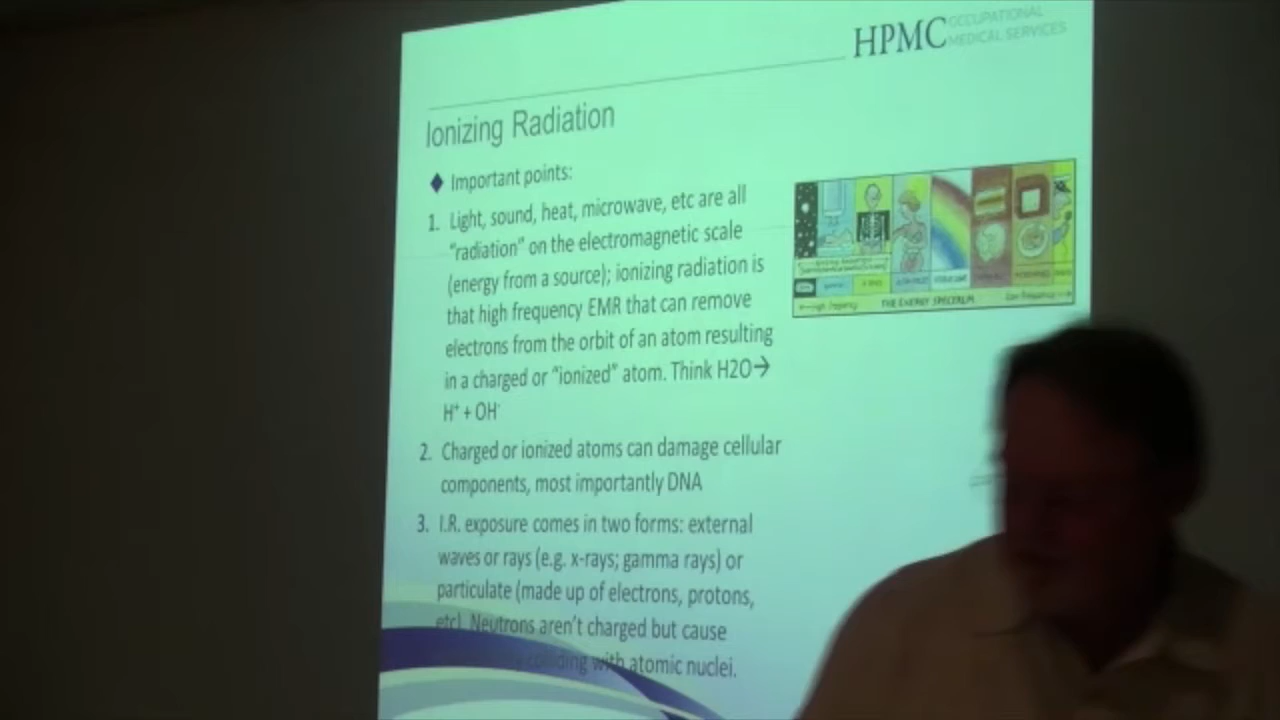 HPMC OCCUPATIONAL
MEDICAL SERVICES
Ionizing Radiation
Important points:
1. Light, sound, heat, microwave, etc are all
"radiation" on the electromagnetic scale
(energy from a source); ionizing radiation is
that high frequency EMR that can remove
electrons from the orbit of an atom resulting
in a charged or "ionized" atom. Think H2O→
H⁺ + OH⁻
2. Charged or ionized atoms can damage cellular
components, most importantly DNA
3. I.R. exposure comes in two forms: external
waves or rays (e.g. x-rays; gamma rays) or
particulate (made up of electrons, protons,
etc). Neutrons aren't charged but cause
colliding with atomic nuclei.
THE ENERGY SPECTRUM